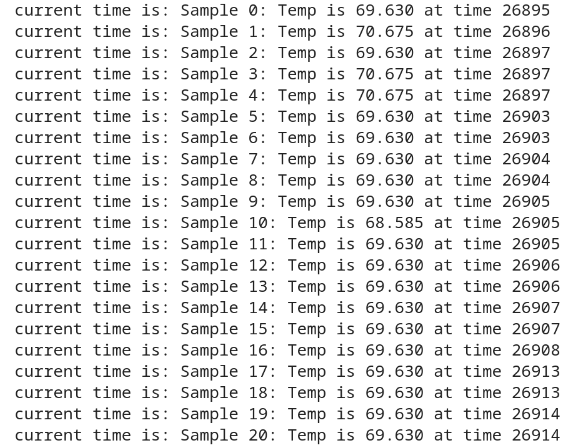 current time is: Sample 0: Temp is 69.630 at time 26895
current time is: Sample 1: Temp is 70.675 at time 26896
current time is: Sample 2: Temp is 69.630 at time 26897
current time is: Sample 3: Temp is 70.675 at time 26897
current time is: Sample 4: Temp is 70.675 at time 26897
current time is: Sample 5: Temp is 69.630 at time 26903
current time is: Sample 6: Temp is 69.630 at time 26903
current time is: Sample 7: Temp is 69.630 at time 26904
current time is: Sample 8: Temp is 69.630 at time 26904
current time is: Sample 9: Temp is 69.630 at time 26905
current time is: Sample 10: Temp is 68.585 at time 26905
current time is: Sample 11: Temp is 69.630 at time 26905
current time is: Sample 12: Temp is 69.630 at time 26906
current time is: Sample 13: Temp is 69.630 at time 26906
current time is: Sample 14: Temp is 69.630 at time 26907
current time is: Sample 15: Temp is 69.630 at time 26907
current time is: Sample 16: Temp is 69.630 at time 26908
current time is: Sample 17: Temp is 69.630 at time 26913
current time is: Sample 18: Temp is 69.630 at time 26913
current time is: Sample 19: Temp is 69.630 at time 26914
current time is: Sample 20: Temp is 69.630 at time 26914